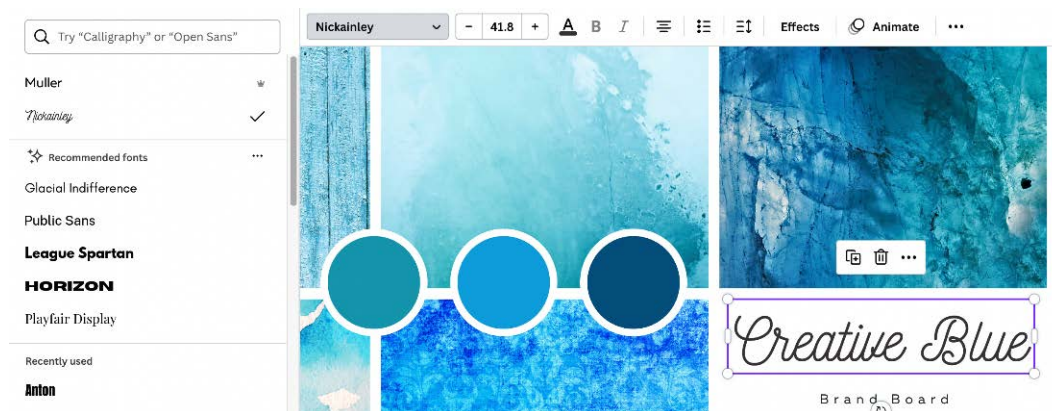 Try “Calligraphy” or “Open Sans”
Muller
Nickainley
Recommended fonts
Glacial Indifference
Public Sans
League Spartan
HORIZON
Playfair Display
Recently used
Anton
Nickainley
– 41.8 +
A B I
Effects
Animate
Creative Blue
Brand Board